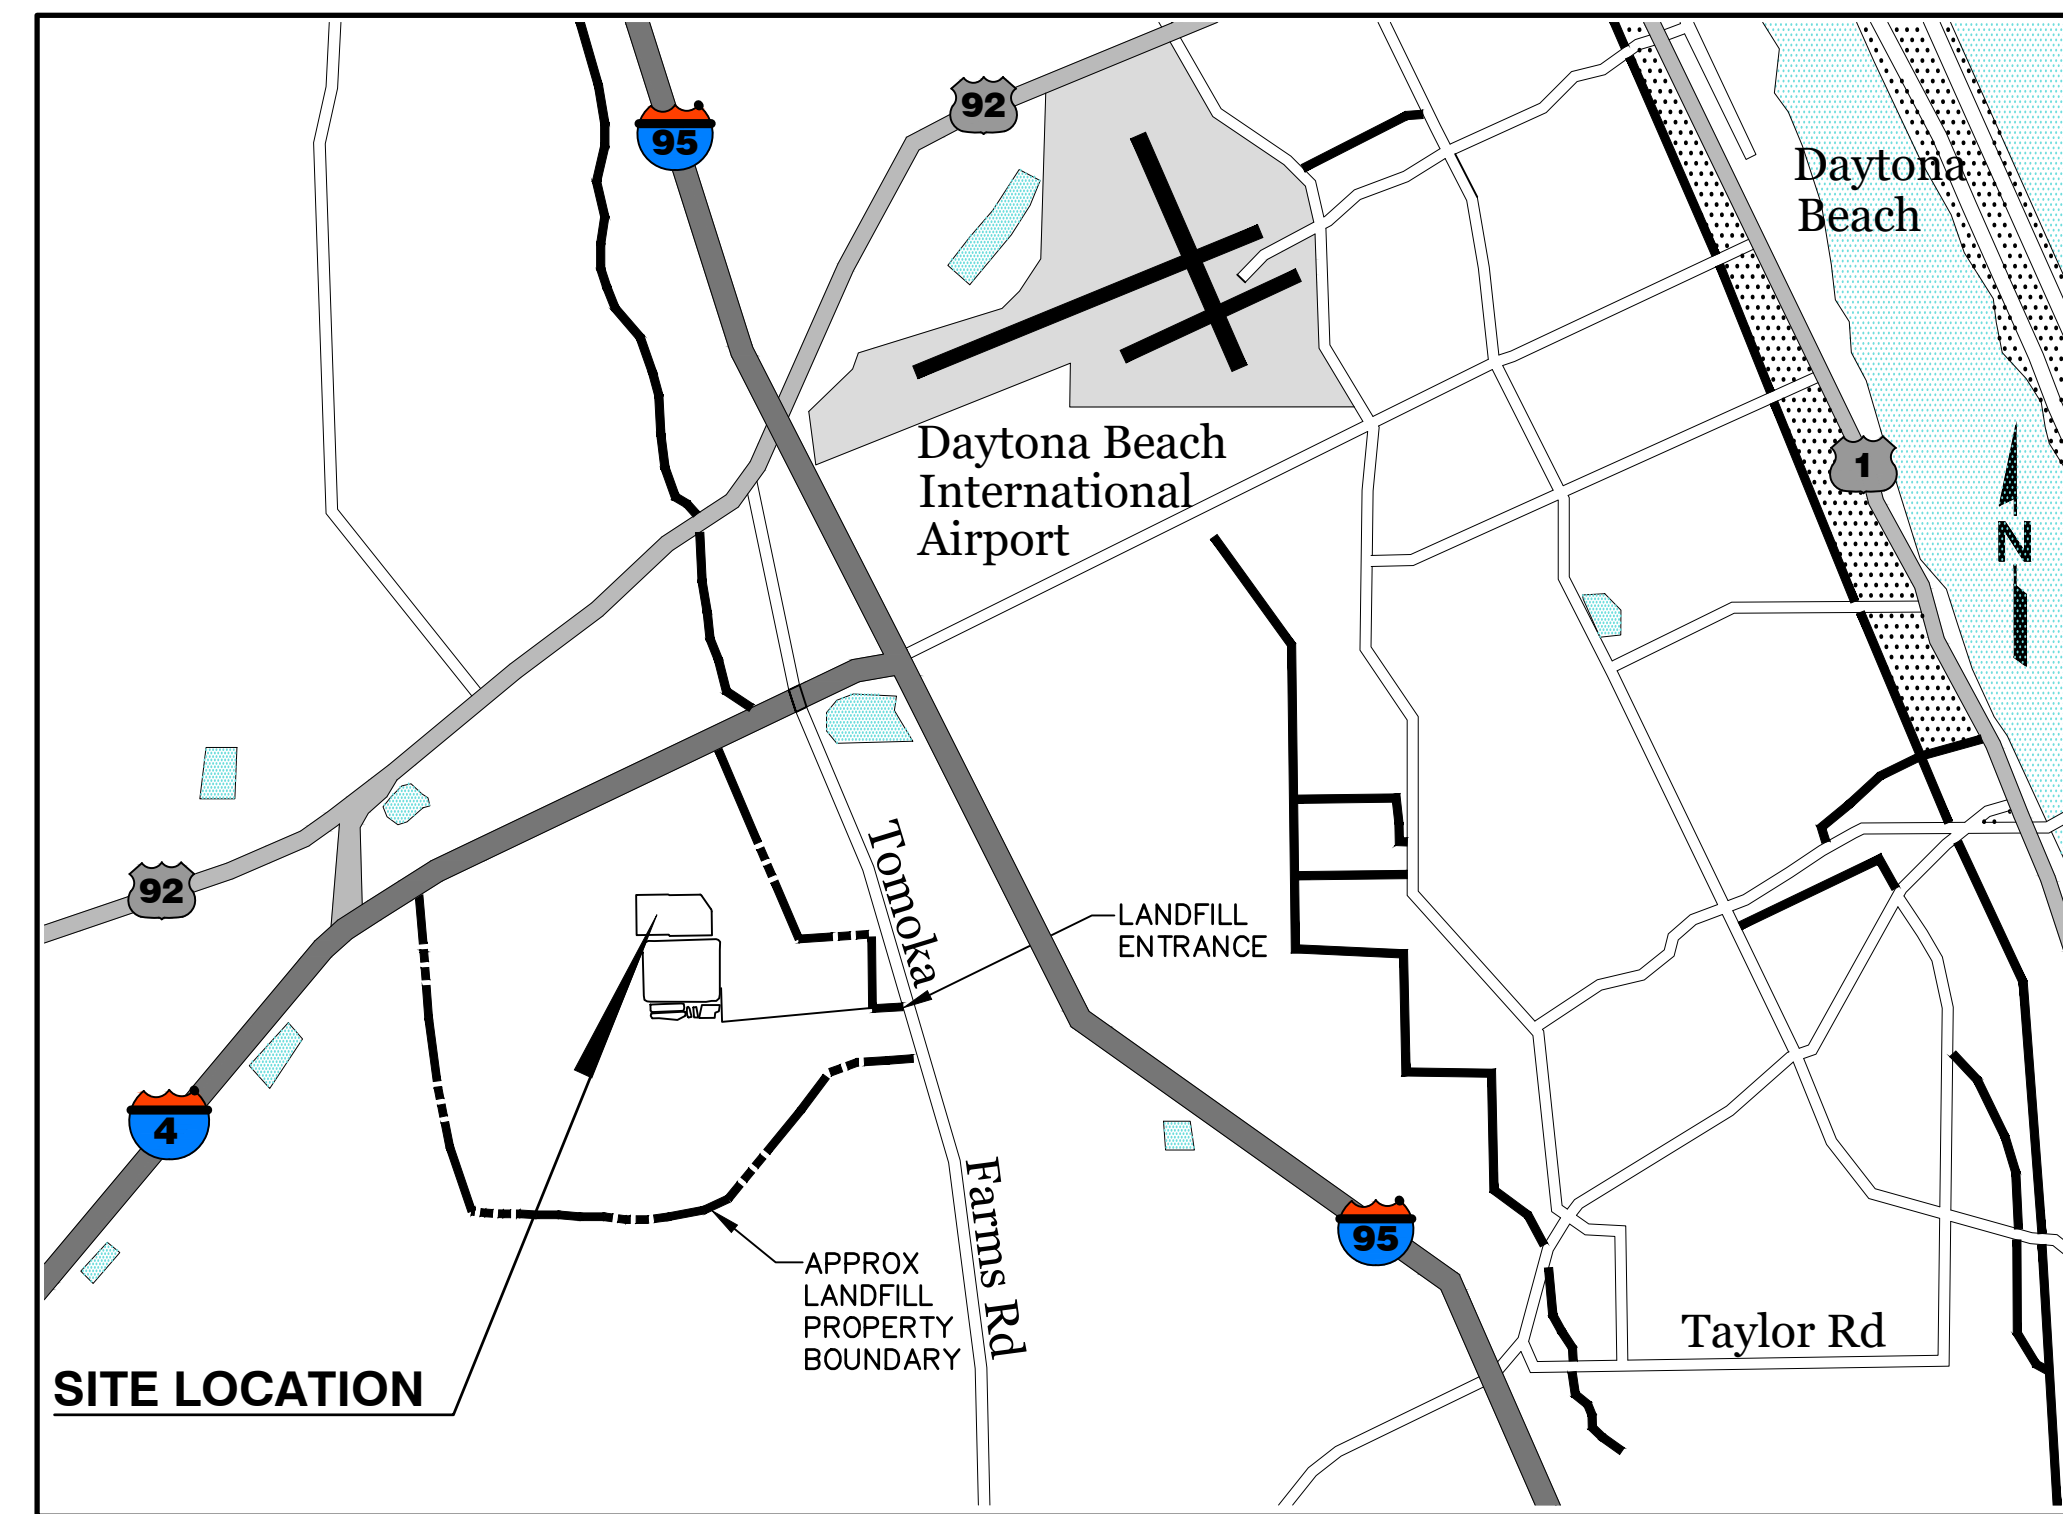 92
95
Daytona
Beach
Daytona Beach
International
Airport
1
N
92
Tomoka
LANDFILL
ENTRANCE
4
Farms Rd
95
APPROX
LANDFILL
PROPERTY
BOUNDARY
Taylor Rd
SITE LOCATION